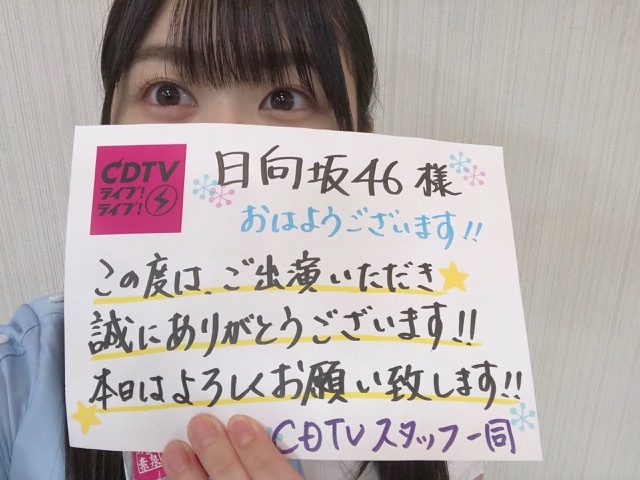 CDTV
ライブ!
ライブ!
日向坂46様
おはようございます!!
この度は、ご出演いただき
誠にありがとうございます!!
本日はよろしくお願い致します!!
CDTVスタッフ一同